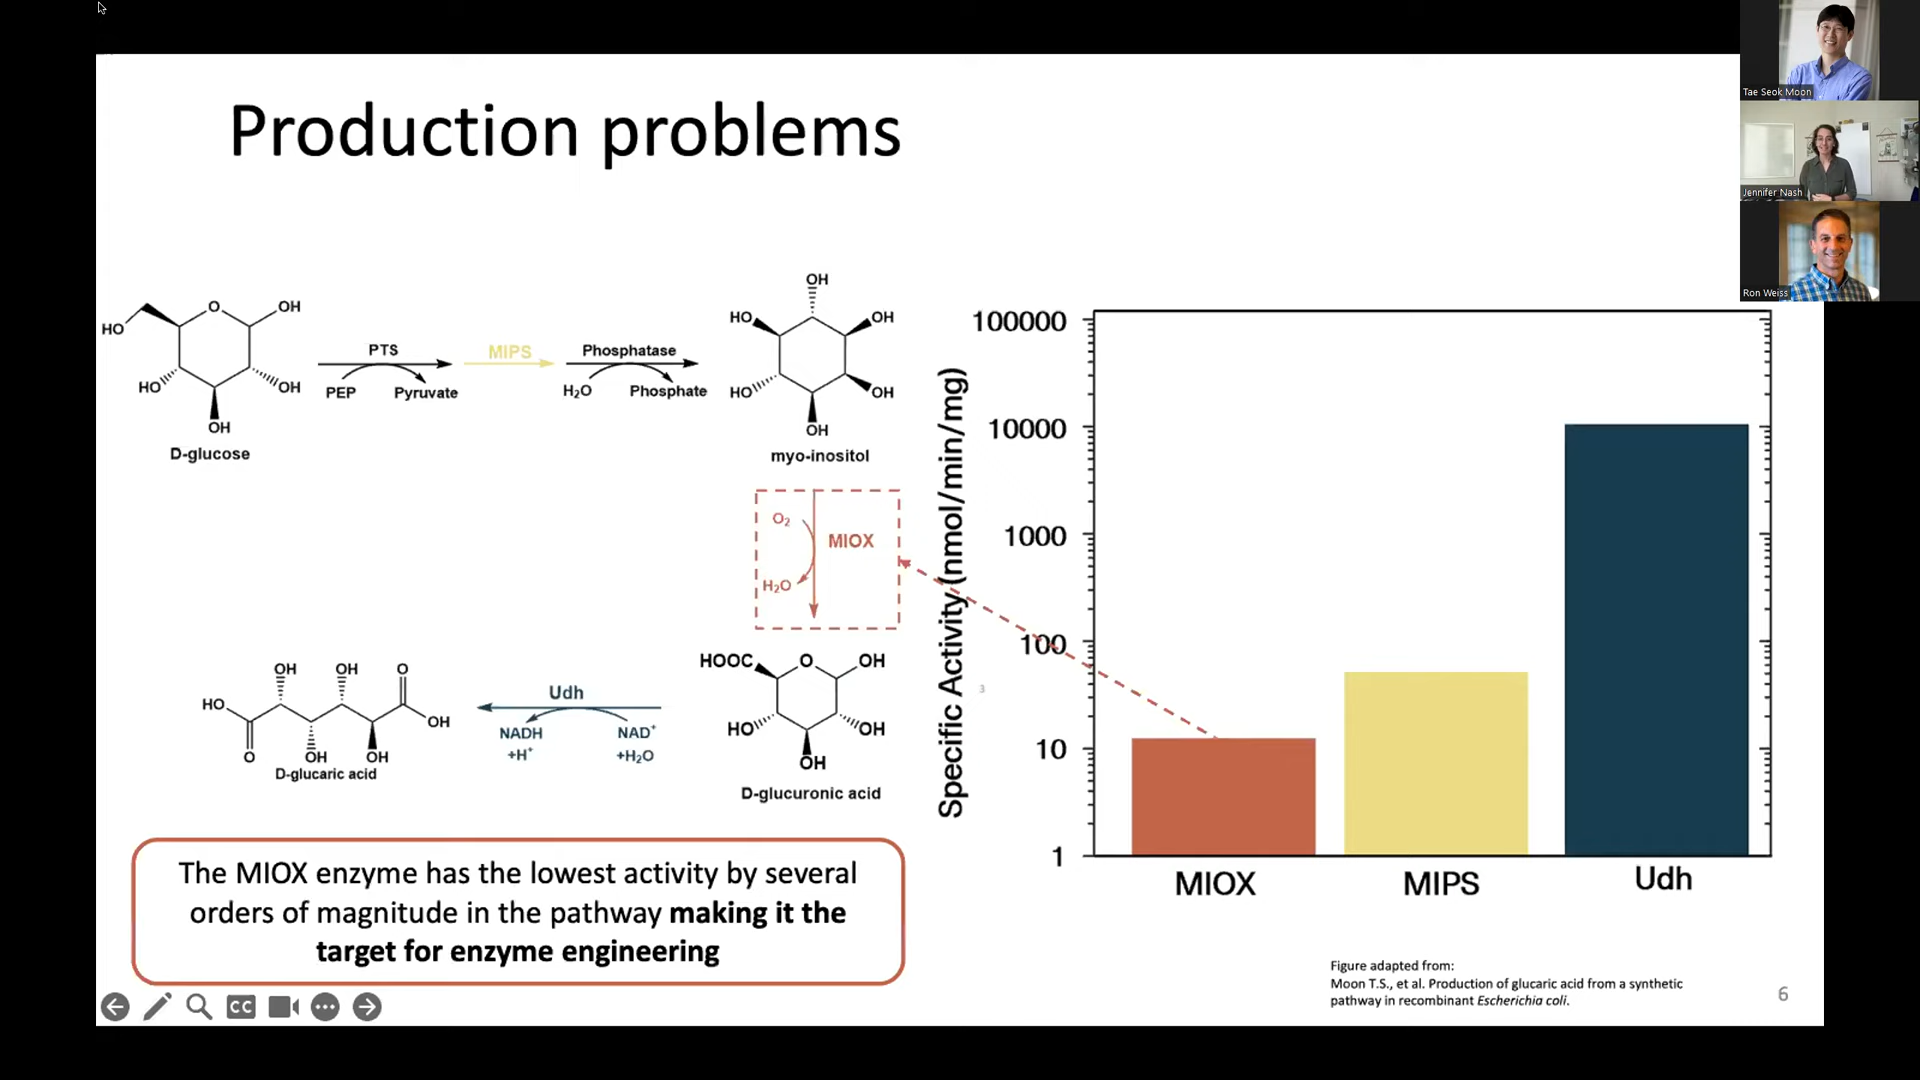 Production problems
Tae Seok Moon
Jennifer Nash
Ron Weiss
HO
O
OH
HO
OH
OH
D-glucose
PTS
PEP
Pyruvate
MIPS
Phosphatase
H₂O
Phosphate
OH
HO
OH
HO
OH
OH
myo-inositol
O₂
MIOX
H₂O
HOOC
O
OH
HO
OH
OH
D-glucuronic acid
Udh
NADH
+H⁺
NAD⁺
+H₂O
OH
OH
O
HO
OH
O
OH
OH
D-glucaric acid
The MIOX enzyme has the lowest activity by several
orders of magnitude in the pathway making it the
target for enzyme engineering
Specific Activity (nmol/min/mg)
3
100000
10000
1000
100
10
1
MIOX
MIPS
Udh
Figure adapted from:
Moon T.S., et al. Production of glucaric acid from a synthetic
pathway in recombinant Escherichia coli.
6
CC